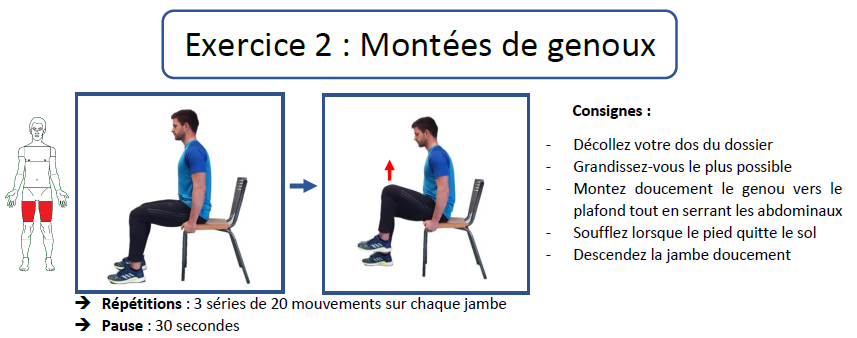 Exercice 2 : Montées de genoux
Consignes :
- Décollez votre dos du dossier
- Grandissez-vous le plus possible
- Montez doucement le genou vers le
plafond tout en serrant les abdominaux
- Soufflez lorsque le pied quitte le sol
- Descendez la jambe doucement
➔ Répétitions : 3 séries de 20 mouvements sur chaque jambe
➔ Pause : 30 secondes